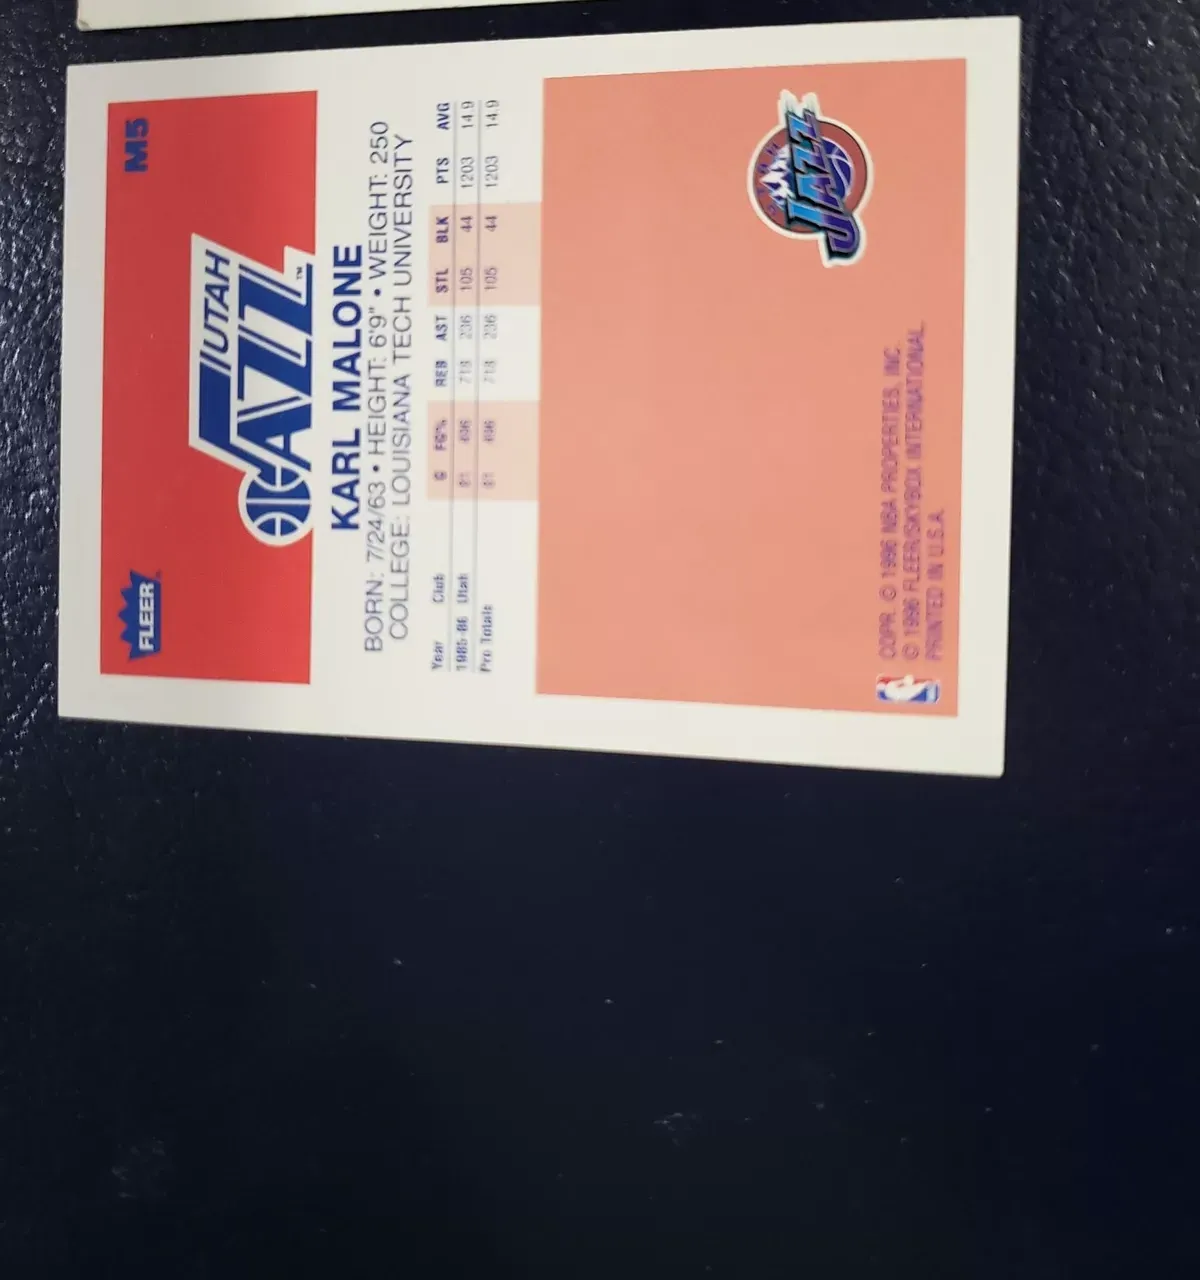 FLEER
M5
UTAH
JAZZ
TM
KARL MALONE
BORN: 7/24/63 • HEIGHT: 6'9" • WEIGHT: 250
COLLEGE: LOUISIANA TECH UNIVERSITY
Year Club G FG% REB AST STL BLK PTS AVG
1985-86 Utah 81 .496 718 236 105 44 1203 14.9
Pro Totals 81 .496 718 236 105 44 1203 14.9
UTAH
JAZZ
COPR. © 1996 NBA PROPERTIES, INC.
© 1996 FLEER/SKYBOX INTERNATIONAL.
PRINTED IN U.S.A.